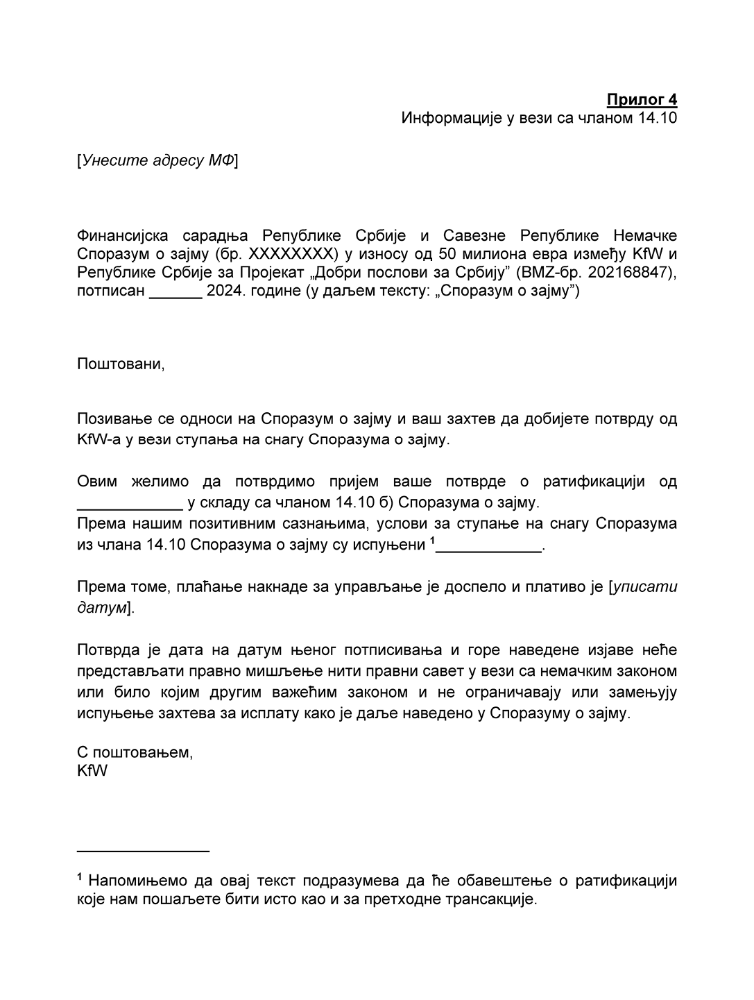 Прилог 4
Информације у вези са чланом 14.10
[Унесите адресу МФ]
Финансијска сарадња Републике Србије и Савезне Републике Немачке
Споразум о зајму (бр. XXXXXXXX) у износу од 50 милиона евра између KfW и
Републике Србије за Пројекат „Добри послови за Србију” (BMZ-бр. 202168847),
потписан ______ 2024. године (у даљем тексту: „Споразум о зајму”)
Поштовани,
Позивање се односи на Споразум о зајму и ваш захтев да добијете потврду од
KfW-а у вези ступања на снагу Споразума о зајму.
Овим желимо да потврдимо пријем ваше потврде о ратификацији од
____________ у складу са чланом 14.10 б) Споразума о зајму.
Према нашим позитивним сазнањима, услови за ступање на снагу Споразума
из члана 14.10 Споразума о зајму су испуњени ¹____________.
Према томе, плаћање накнаде за управљање је доспело и плативо је [уписати
датум].
Потврда је дата на датум њеног потписивања и горе наведене изјаве неће
представљати правно мишљење нити правни савет у вези са немачким законом
или било којим другим важећим законом и не ограничавају или замењују
испуњење захтева за исплату како је даље наведено у Споразуму о зајму.
С поштовањем,
KfW
_______________
¹ Напомињемо да овај текст подразумева да ће обавештење о ратификацији
које нам пошаљете бити исто као и за претходне трансакције.